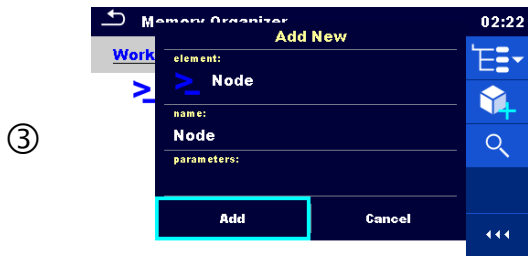 Memory Organizer 02:22
Add New
Work
element:
>_ Node
>_
③
name:
Node
parameters:
Add Cancel